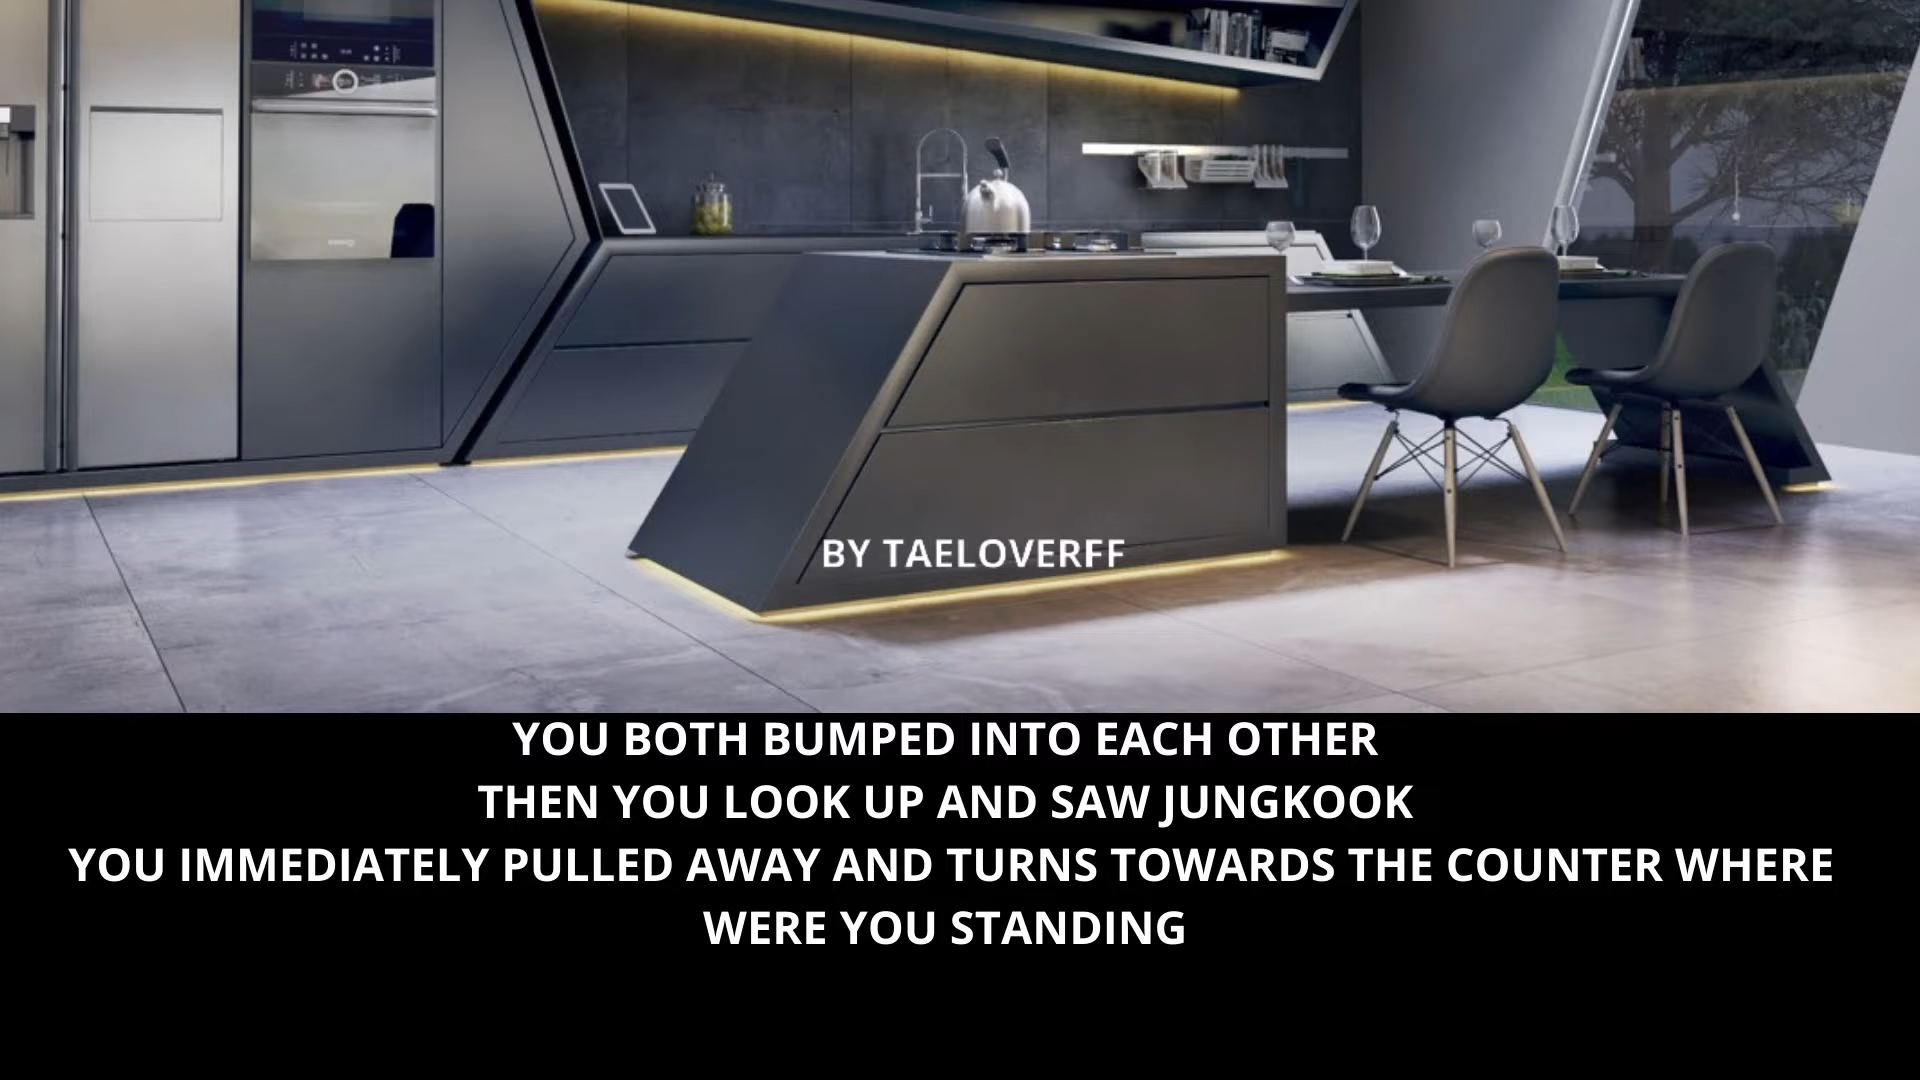 BY TAELOVERFF
YOU BOTH BUMPED INTO EACH OTHER
THEN YOU LOOK UP AND SAW JUNGKOOK
YOU IMMEDIATELY PULLED AWAY AND TURNS TOWARDS THE COUNTER WHERE
WERE YOU STANDING